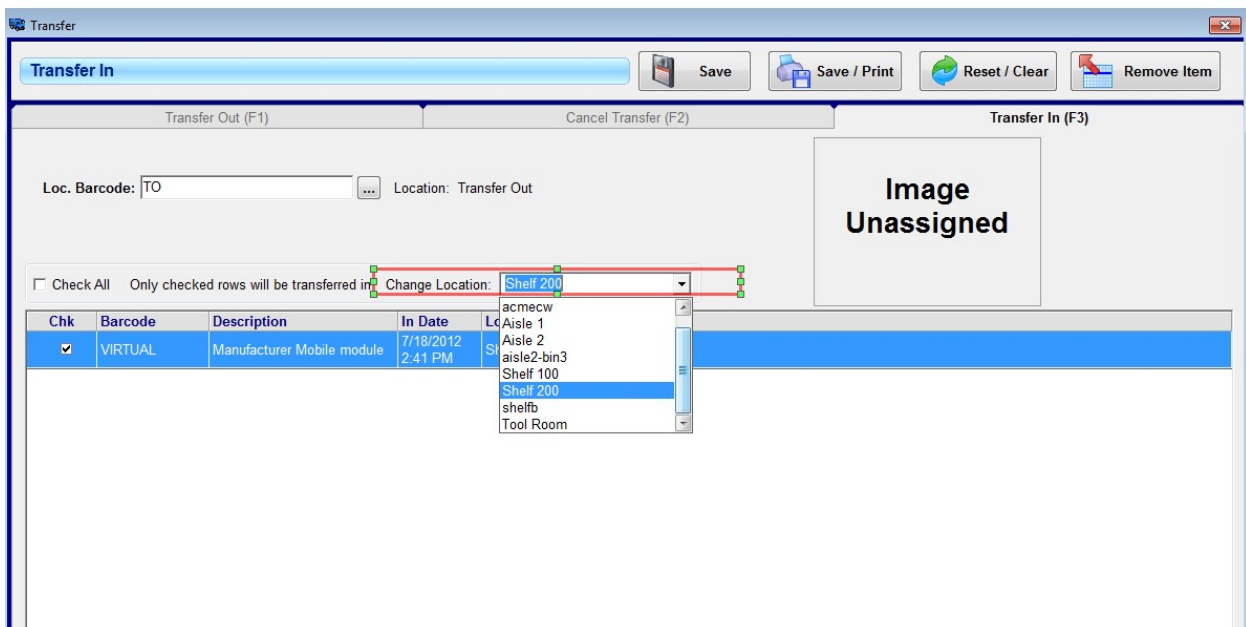 Transfer
Transfer In
Save
Save / Print
Reset / Clear
Remove Item
Transfer Out (F1)
Cancel Transfer (F2)
Transfer In (F3)
Loc. Barcode: TO ... Location: Transfer Out
Image
Unassigned
Check All Only checked rows will be transferred in Change Location: Shelf 200
acmecw
Aisle 1
Aisle 2
aisle2-bin3
Shelf 100
Shelf 200
shelfb
Tool Room
Chk Barcode Description In Date
VIRTUAL Manufacturer Mobile module 7/18/2012
2:41 PM